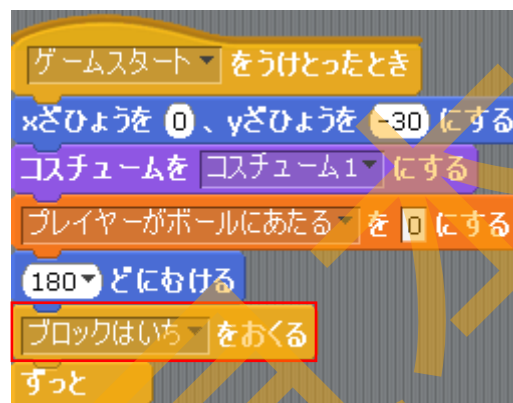 ゲームスタート をうけとったとき
xざひょうを 0 、yざひょうを -30 にする
コスチュームを コスチューム1 にする
プレイヤーがボールにあたる を 0 にする
180 どにむける
ブロックはいち をおくる
ずっと